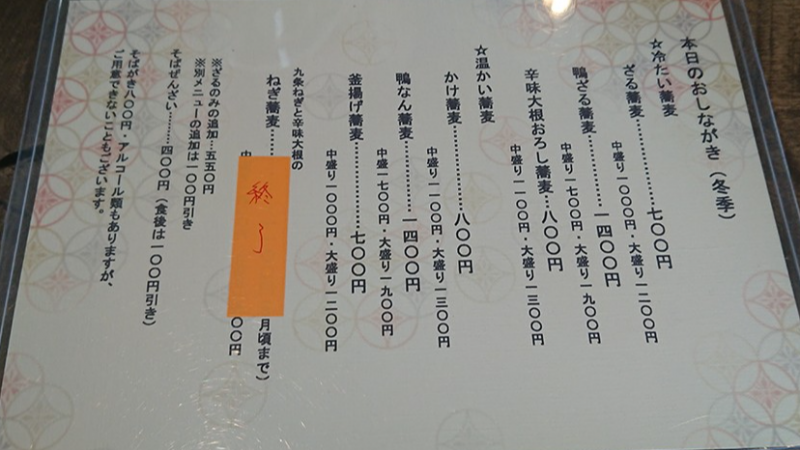 本日のおしながき（冬季）
☆冷たい蕎麦
ざる蕎麦…………………七〇〇円
中盛り一〇〇〇円・大盛り一二〇〇円
鴨ざる蕎麦……………一四〇〇円
中盛り一七〇〇円・大盛り一九〇〇円
辛味大根おろし蕎麦…八〇〇円
中盛り一一〇〇円・大盛り一三〇〇円
☆温かい蕎麦
かけ蕎麦…………………八〇〇円
中盛り一一〇〇円・大盛り一三〇〇円
鴨なん蕎麦……………一四〇〇円
中盛り一七〇〇円・大盛り一九〇〇円
釜揚げ蕎麦………………七〇〇円
中盛り一〇〇〇円・大盛り一二〇〇円
九条ねぎと辛味大根の
ねぎ蕎麦……
月頃まで）
中
〇〇円
終了
※ざるのみの追加…五五〇円
※別メニューの追加は一〇〇円引き
そばぜんざい………四〇〇円（食後は一〇〇円引き）
そばがき八〇〇円・アルコール類もありますが、
ご用意できないこともございます。